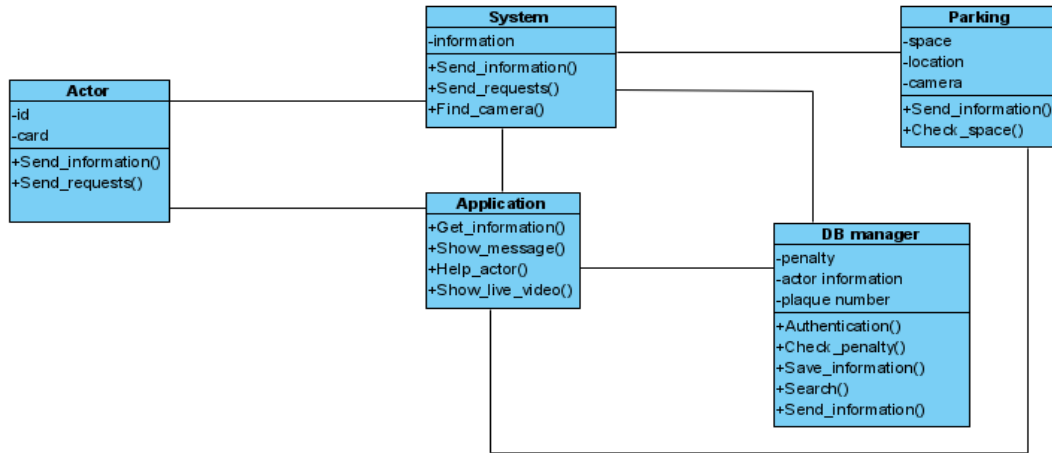 System
-information
+Send_information()
+Send_requests()
+Find_camera()
Parking
-space
-location
-camera
+Send_information()
+Check_space()
Actor
-id
-card
+Send_information()
+Send_requests()
Application
+Get_information()
+Show_message()
+Help_actor()
+Show_live_video()
DB manager
-penalty
-actor information
-plaque number
+Authentication()
+Check_penalty()
+Save_information()
+Search()
+Send_information()